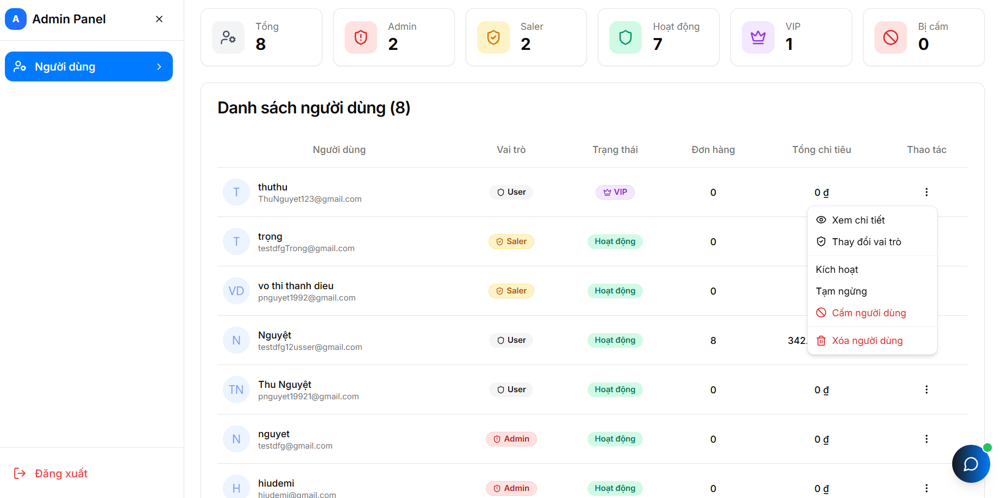 A Admin Panel
Người dùng
Đăng xuất
Tổng
8
Admin
2
Saler
2
Hoạt động
7
VIP
1
Bị cấm
0
Danh sách người dùng (8)
Người dùng Vai trò Trạng thái Đơn hàng Tổng chi tiêu Thao tác
T thuthu User VIP 0 0 ₫
ThuNguyet123@gmail.com
T trọng Saler Hoạt động 0
testdfgTrong@gmail.com
VD vo thi thanh dieu Saler Hoạt động 0
pnguyet1992@gmail.com
N Nguyệt User Hoạt động 8 342.
testdfg12usser@gmail.com
TN Thu Nguyệt User Hoạt động 0 0 ₫
pnguyet19921@gmail.com
N nguyet Admin Hoạt động 0 0 ₫
testdfg@gmail.com
H hiudemi Admin Hoạt động 0 0 ₫
hiudemi@gmail.com
Xem chi tiết
Thay đổi vai trò
Kích hoạt
Tạm ngừng
Cấm người dùng
Xóa người dùng